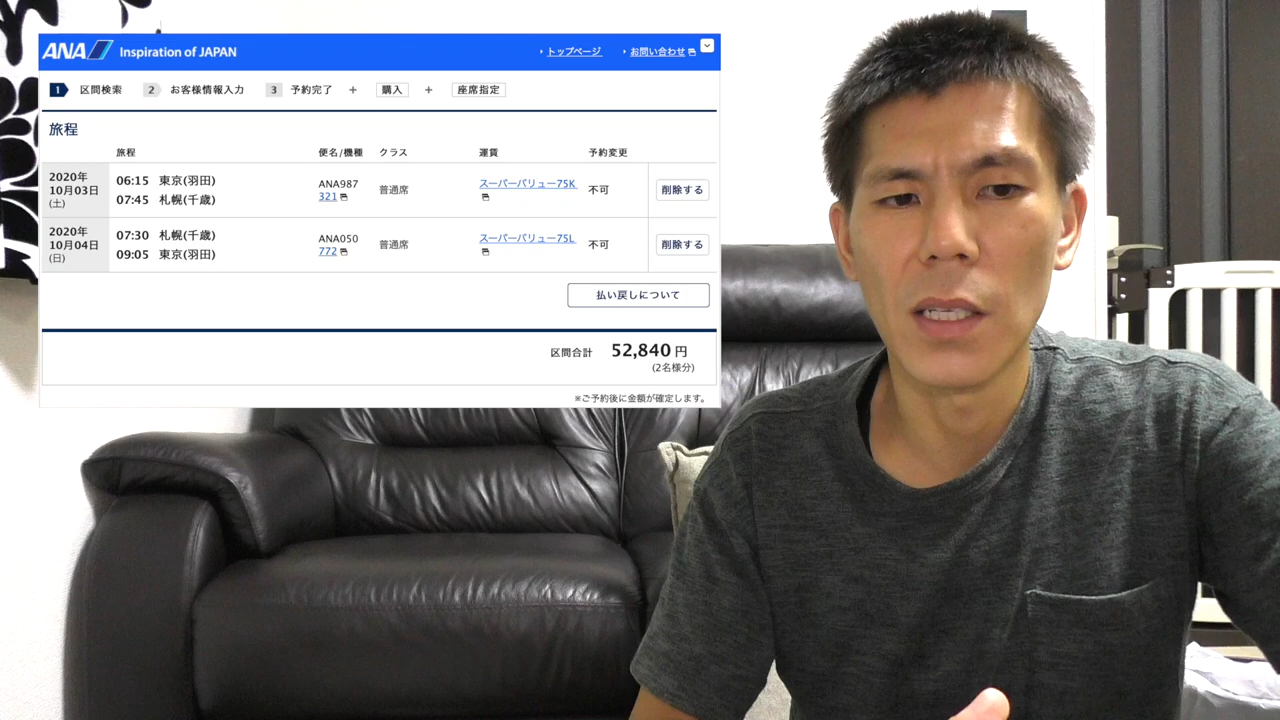 ANA Inspiration of JAPAN トップページ お問い合わせ
1 区間検索 2 お客様情報入力 3 予約完了 + 購入 + 座席指定
旅程
旅程 便名/機種 クラス 運賃 予約変更
2020年
10月03日
(土)
06:15 東京(羽田)
07:45 札幌(千歳)
ANA987
321
普通席
スーパーバリュー75K
不可
削除する
2020年
10月04日
(日)
07:30 札幌(千歳)
09:05 東京(羽田)
ANA050
772
普通席
スーパーバリュー75L
不可
削除する
払い戻しについて
区間合計 52,840 円
(2名様分)
※ご予約後に金額が確定します。